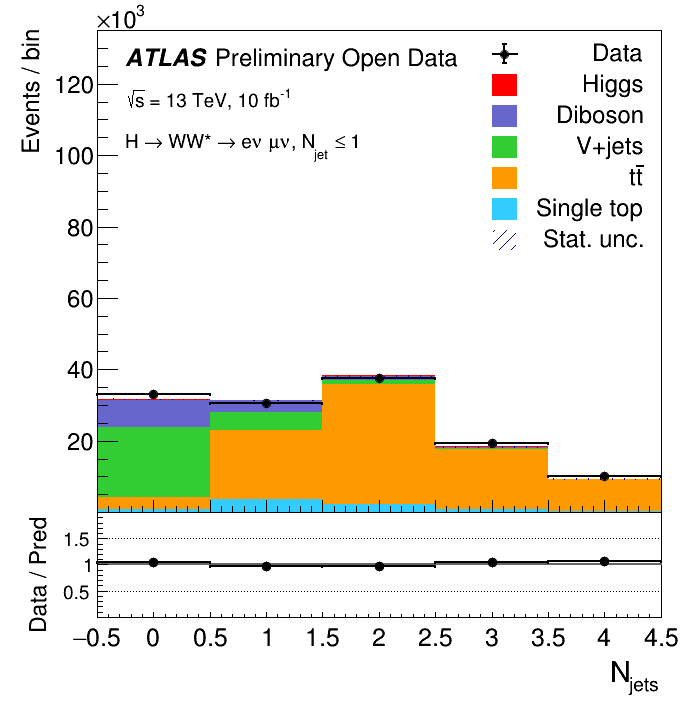 ×10³
Events / bin
ATLAS Preliminary Open Data
√s = 13 TeV, 10 fb⁻¹
H → WW* → eν μν, N_jet ≤ 1
Data
Higgs
Diboson
V+jets
tt̄
Single top
Stat. unc.
120
100
80
60
40
20
Data / Pred
1.5
1
0.5
−0.5 0 0.5 1 1.5 2 2.5 3 3.5 4 4.5
N_jets